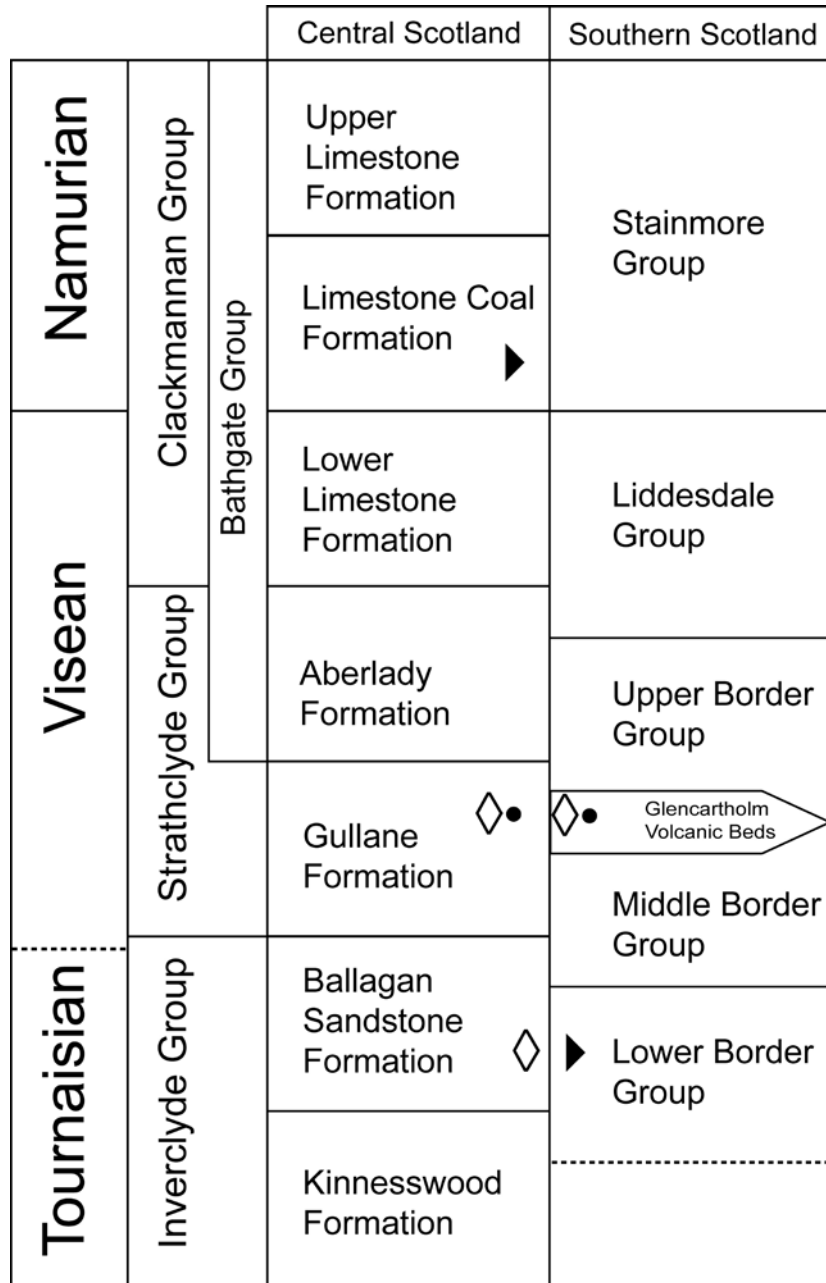 Central Scotland
Southern Scotland
Namurian
Visean
Tournaisian
Clackmannan Group
Strathclyde Group
Inverclyde Group
Bathgate Group
Upper
Limestone
Formation
Limestone Coal
Formation
Lower
Limestone
Formation
Aberlady
Formation
Gullane
Formation
Ballagan
Sandstone
Formation
Kinnesswood
Formation
Stainmore
Group
Liddesdale
Group
Upper Border
Group
Glencartholm
Volcanic Beds
Middle Border
Group
Lower Border
Group